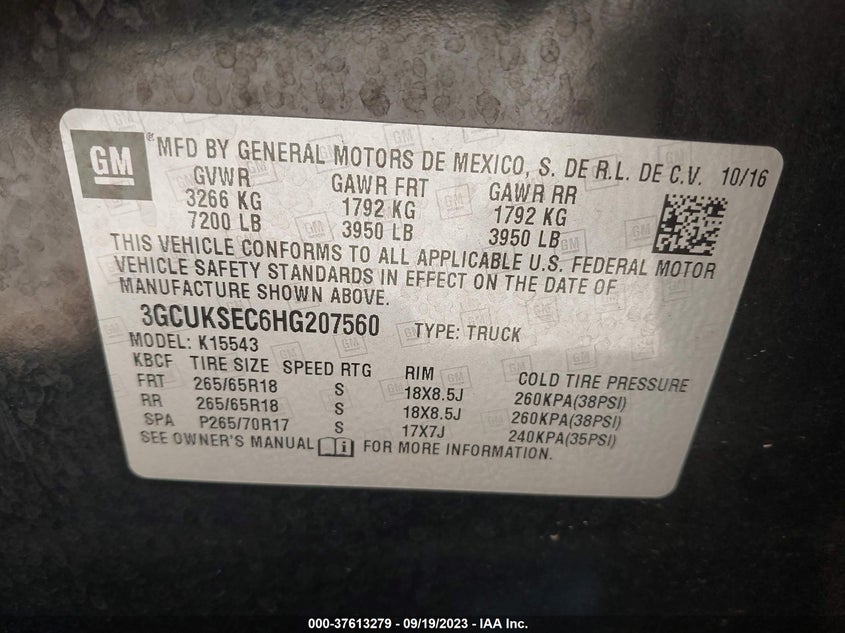 GM ® MFD BY GENERAL MOTORS DE MEXICO, S. DE R.L. DE C.V. 10/16
GVWR GAWR FRT GAWR RR
3266 KG 1792 KG 1792 KG
7200 LB 3950 LB 3950 LB
THIS VEHICLE CONFORMS TO ALL APPLICABLE U.S. FEDERAL MOTOR
VEHICLE SAFETY STANDARDS IN EFFECT ON THE DATE OF
MANUFACTURE SHOWN ABOVE.
3GCUKSEC6HG207560 TYPE: TRUCK
MODEL: K15543
KBCF TIRE SIZE SPEED RTG RIM COLD TIRE PRESSURE
FRT 265/65R18 S 18X8.5J 260KPA(38PSI)
RR 265/65R18 S 18X8.5J 260KPA(38PSI)
SPA P265/70R17 S 17X7J 240KPA(35PSI)
SEE OWNER'S MANUAL i FOR MORE INFORMATION.
000-37613279 - 09/19/2023 - IAA Inc.